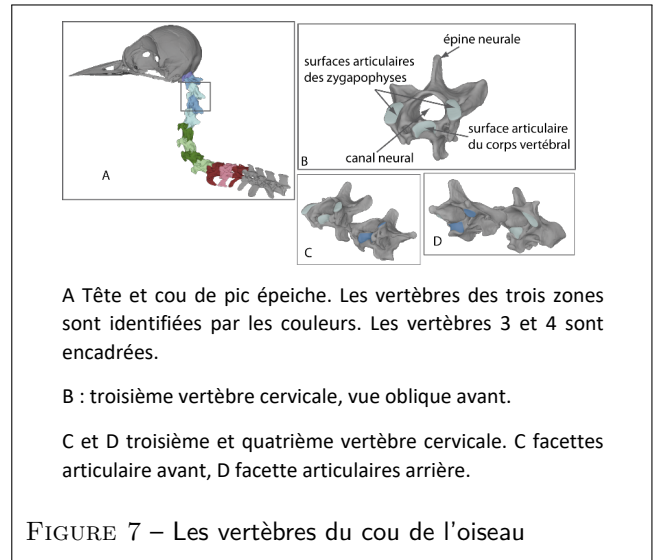 épine neurale
surfaces articulaires
des zygapophyses
surface articulaire
du corps vertébral
canal neural
A
B
C
D
A Tête et cou de pic épeiche. Les vertèbres des trois zones
sont identifiées par les couleurs. Les vertèbres 3 et 4 sont
encadrées.
B : troisième vertèbre cervicale, vue oblique avant.
C et D troisième et quatrième vertèbre cervicale. C facettes
articulaire avant, D facette articulaires arrière.
FIGURE 7 – Les vertèbres du cou de l'oiseau